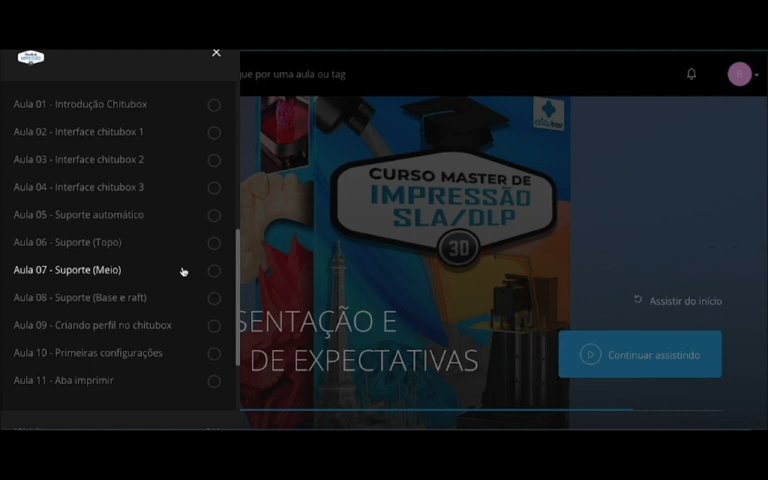 que por uma aula ou tag
R
Aula 01 - Introdução Chitubox
Aula 02 - Interface chitubox 1
Aula 03 - Interface chitubox 2
Aula 04 - Interface chitubox 3
Aula 05 - Suporte automático
Aula 06 - Suporte (Topo)
Aula 07 - Suporte (Meio)
Aula 08 - Suporte (Base e raft)
Aula 09 - Criando perfil no chitubox
Aula 10 - Primeiras configurações
Aula 11 - Aba imprimir
CURSO MASTER DE
IMPRESSÃO
SLA/DLP
3D
SENTAÇÃO E
DE EXPECTATIVAS
Assistir do início
Continuar assistindo